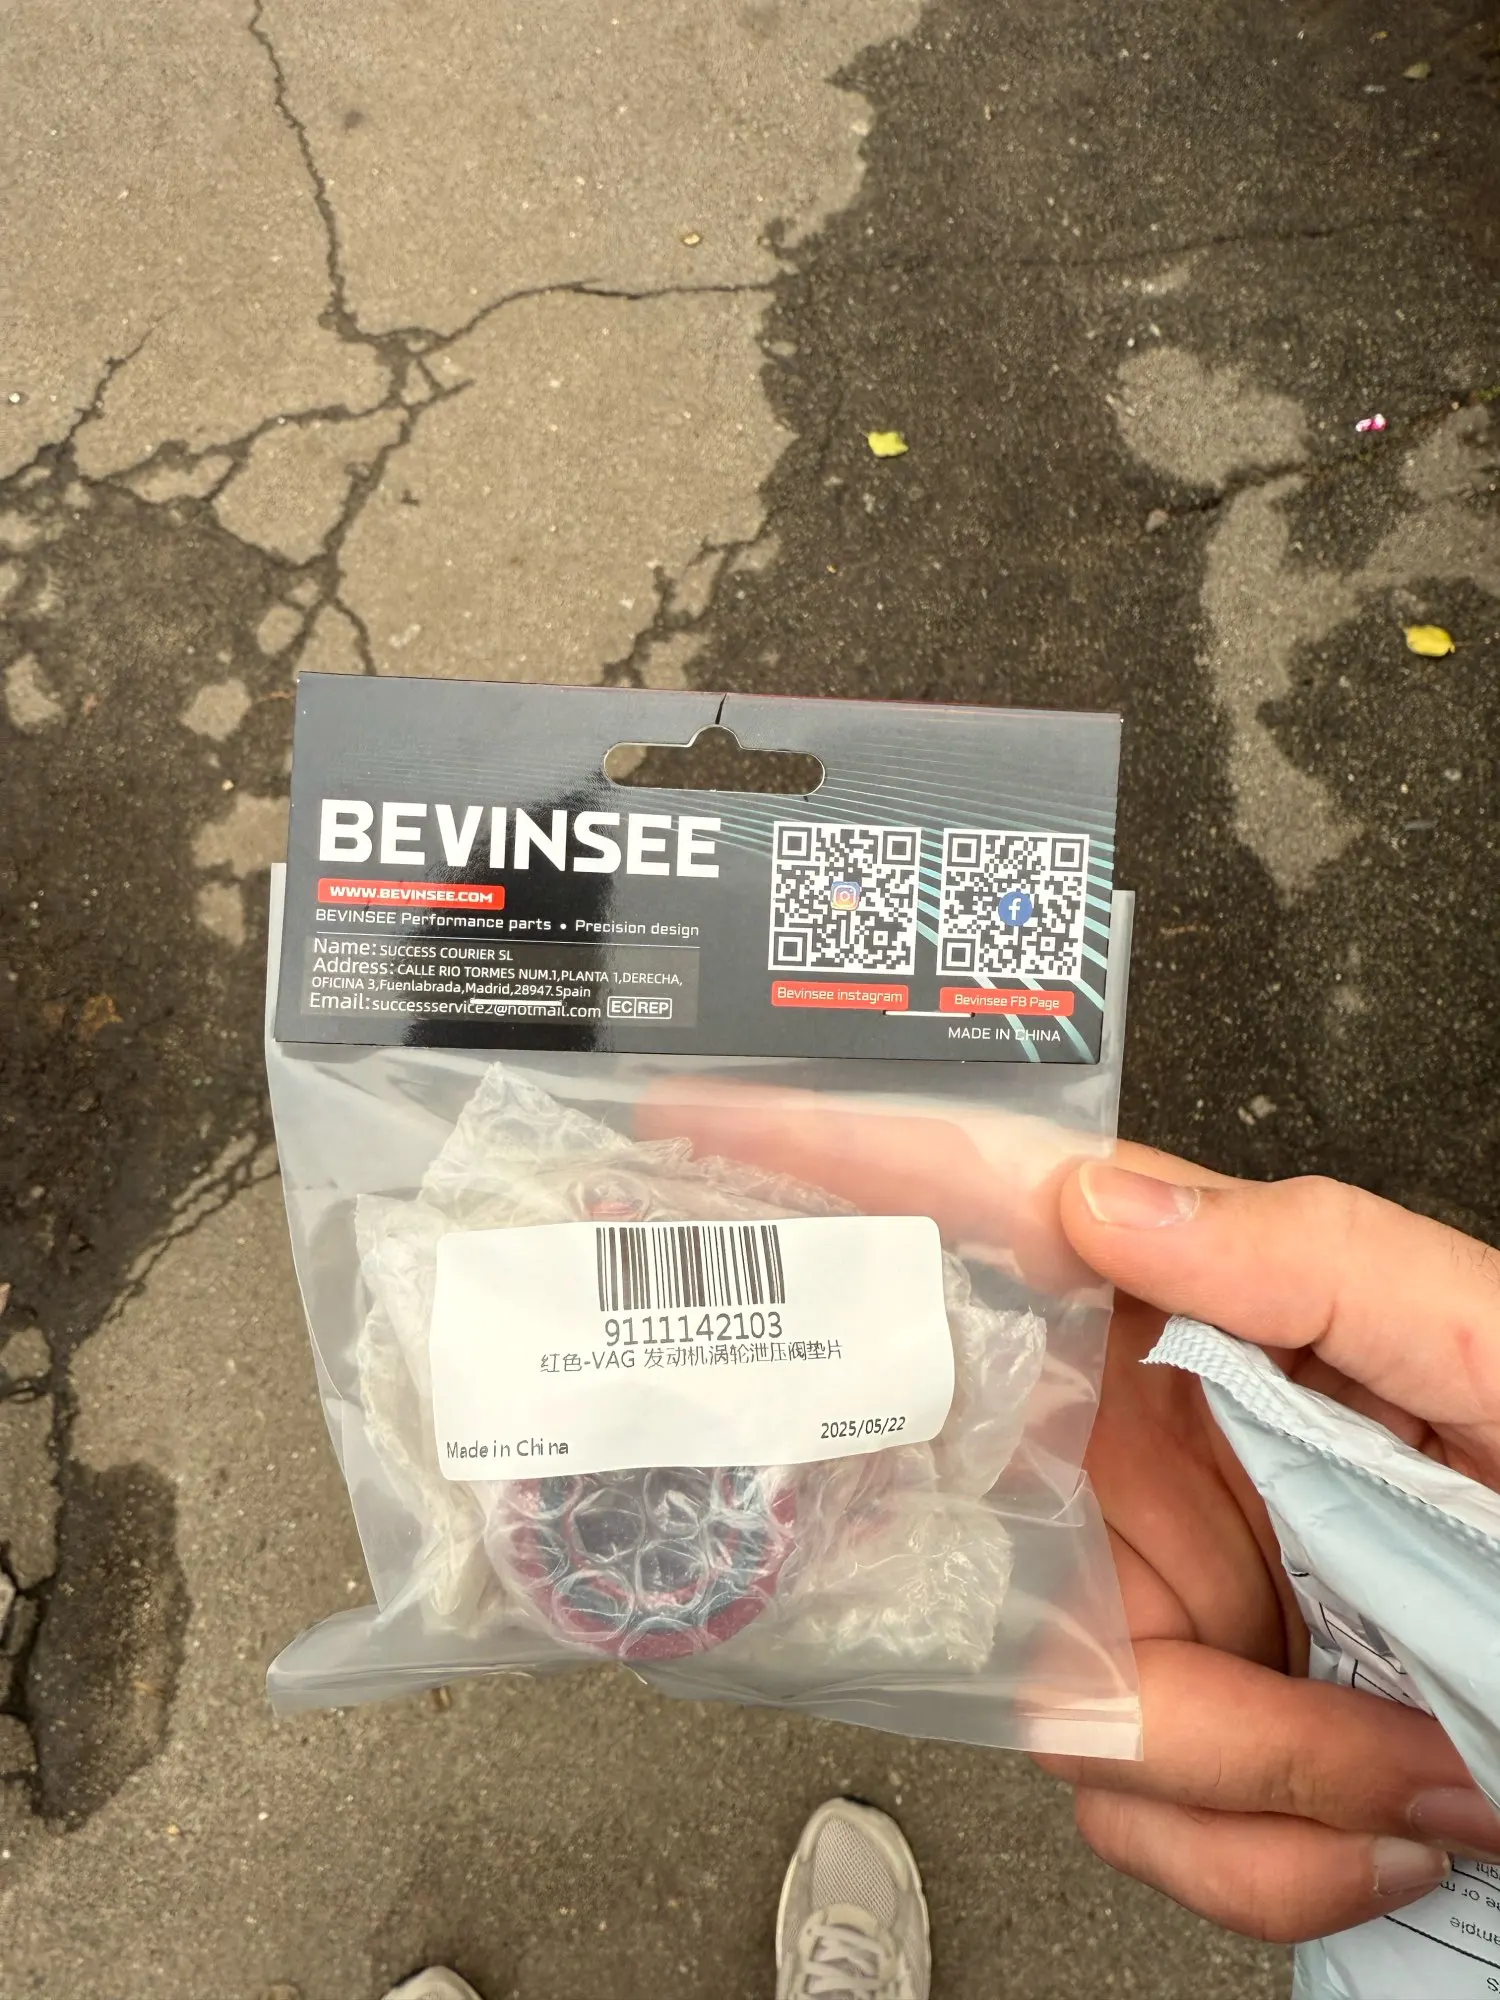 BEVINSEE
WWW.BEVINSEE.COM
BEVINSEE Performance parts • Precision design
Name:SUCCESS COURIER SL
Address:CALLE RIO TORMES NUM.1,PLANTA 1,DERECHA,
OFICINA 3,Fuenlabrada,Madrid,28947.Spain
Email:successservice2@hotmail.com EC REP
Bevinsee instagram
Bevinsee FB Page
MADE IN CHINA
9111142103
红色-VAG 发动机涡轮泄压阀垫片
2025/05/22
Made in China